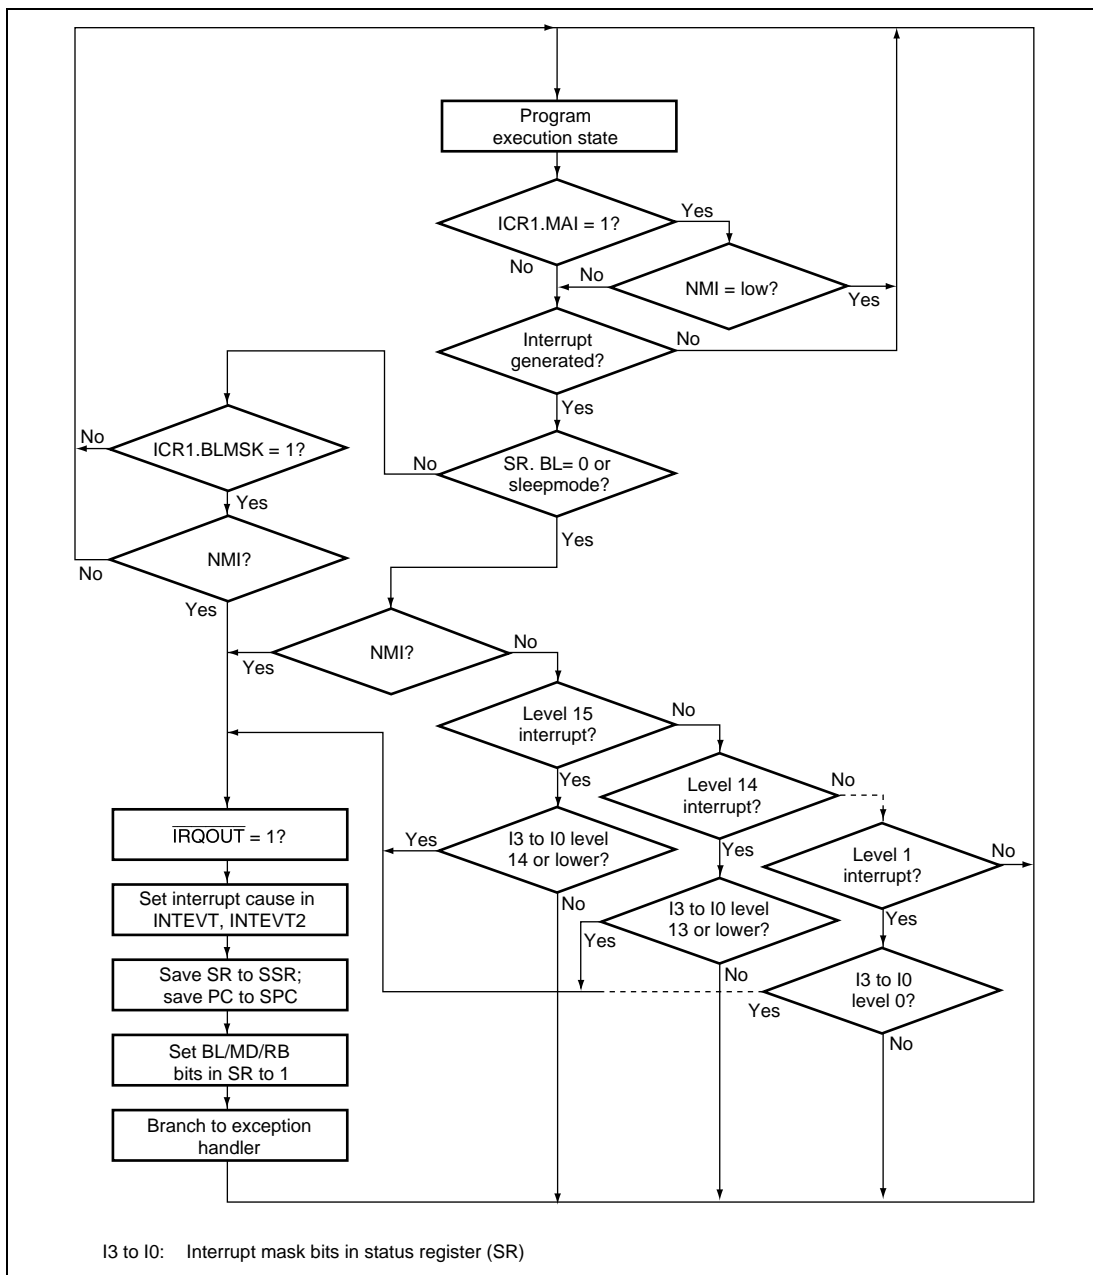 Program
execution state
ICR1.MAI = 1?
Yes
No
NMI = low?
No
Yes
Interrupt
generated?
No
Yes
ICR1.BLMSK = 1?
No
Yes
SR. BL= 0 or
sleepmode?
No
Yes
NMI?
No
Yes
NMI?
Yes
No
Level 15
interrupt?
No
Yes
Level 14
interrupt?
No
Yes
IRQOUT = 1?
I3 to I0 level
14 or lower?
Yes
No
Level 1
interrupt?
No
Yes
Set interrupt cause in
INTEVT, INTEVT2
I3 to I0 level
13 or lower?
Yes
No
Save SR to SSR;
save PC to SPC
I3 to I0
level 0?
Yes
No
Set BL/MD/RB
bits in SR to 1
Branch to exception
handler
I3 to I0: Interrupt mask bits in status register (SR)